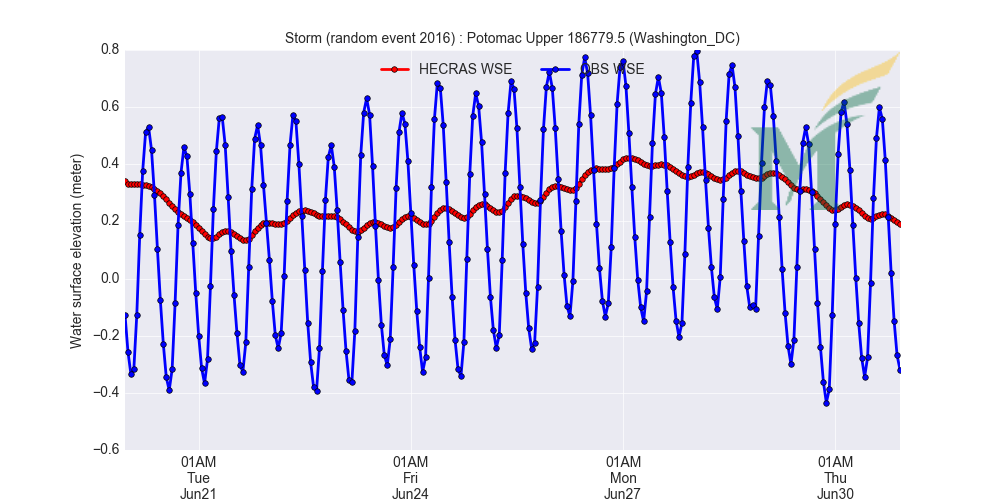 Storm (random event 2016) : Potomac Upper 186779.5 (Washington_DC)
HECRAS WSE OBS WSE
Water surface elevation (meter)
0.8
0.6
0.4
0.2
0.0
−0.2
−0.4
−0.6
01AM 01AM 01AM 01AM
Tue Fri Mon Thu
Jun21 Jun24 Jun27 Jun30
M